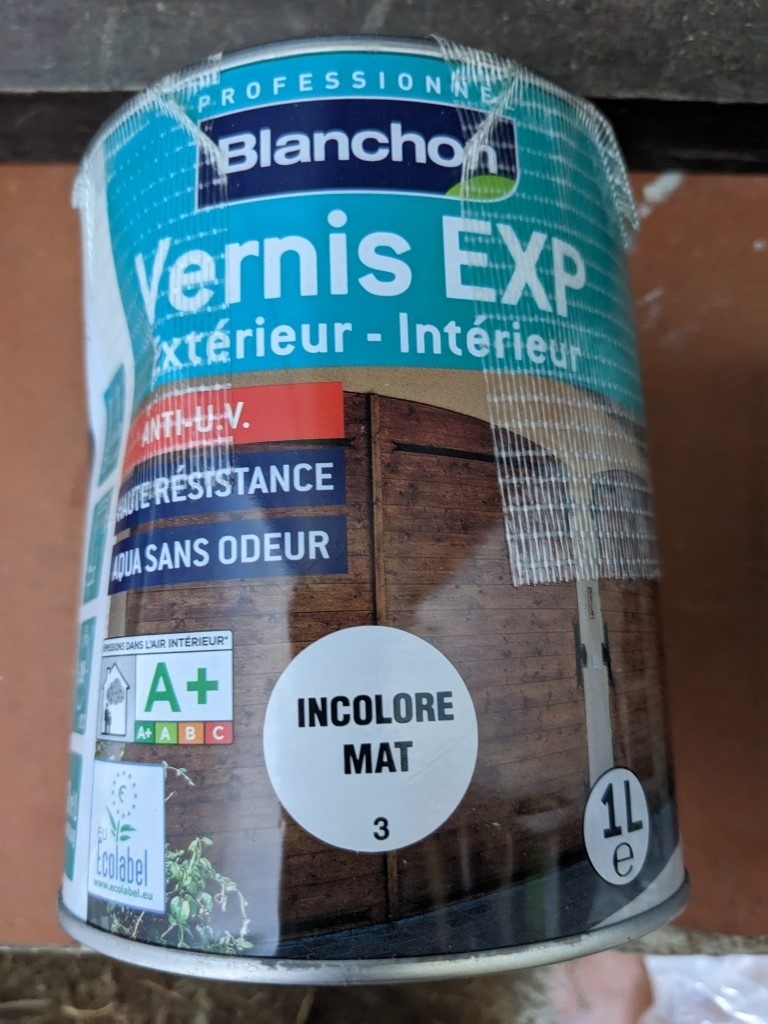 PROFESSIONNEL
Blanchon
Vernis EXP
Extérieur - Intérieur
ANTI-U.V.
HAUTE RÉSISTANCE
AQUA SANS ODEUR
ÉMISSIONS DANS L'AIR INTÉRIEUR*
A+
A+ A B C
INCOLORE
MAT
3
1L
e
EU
Ecolabel
www.ecolabel.eu